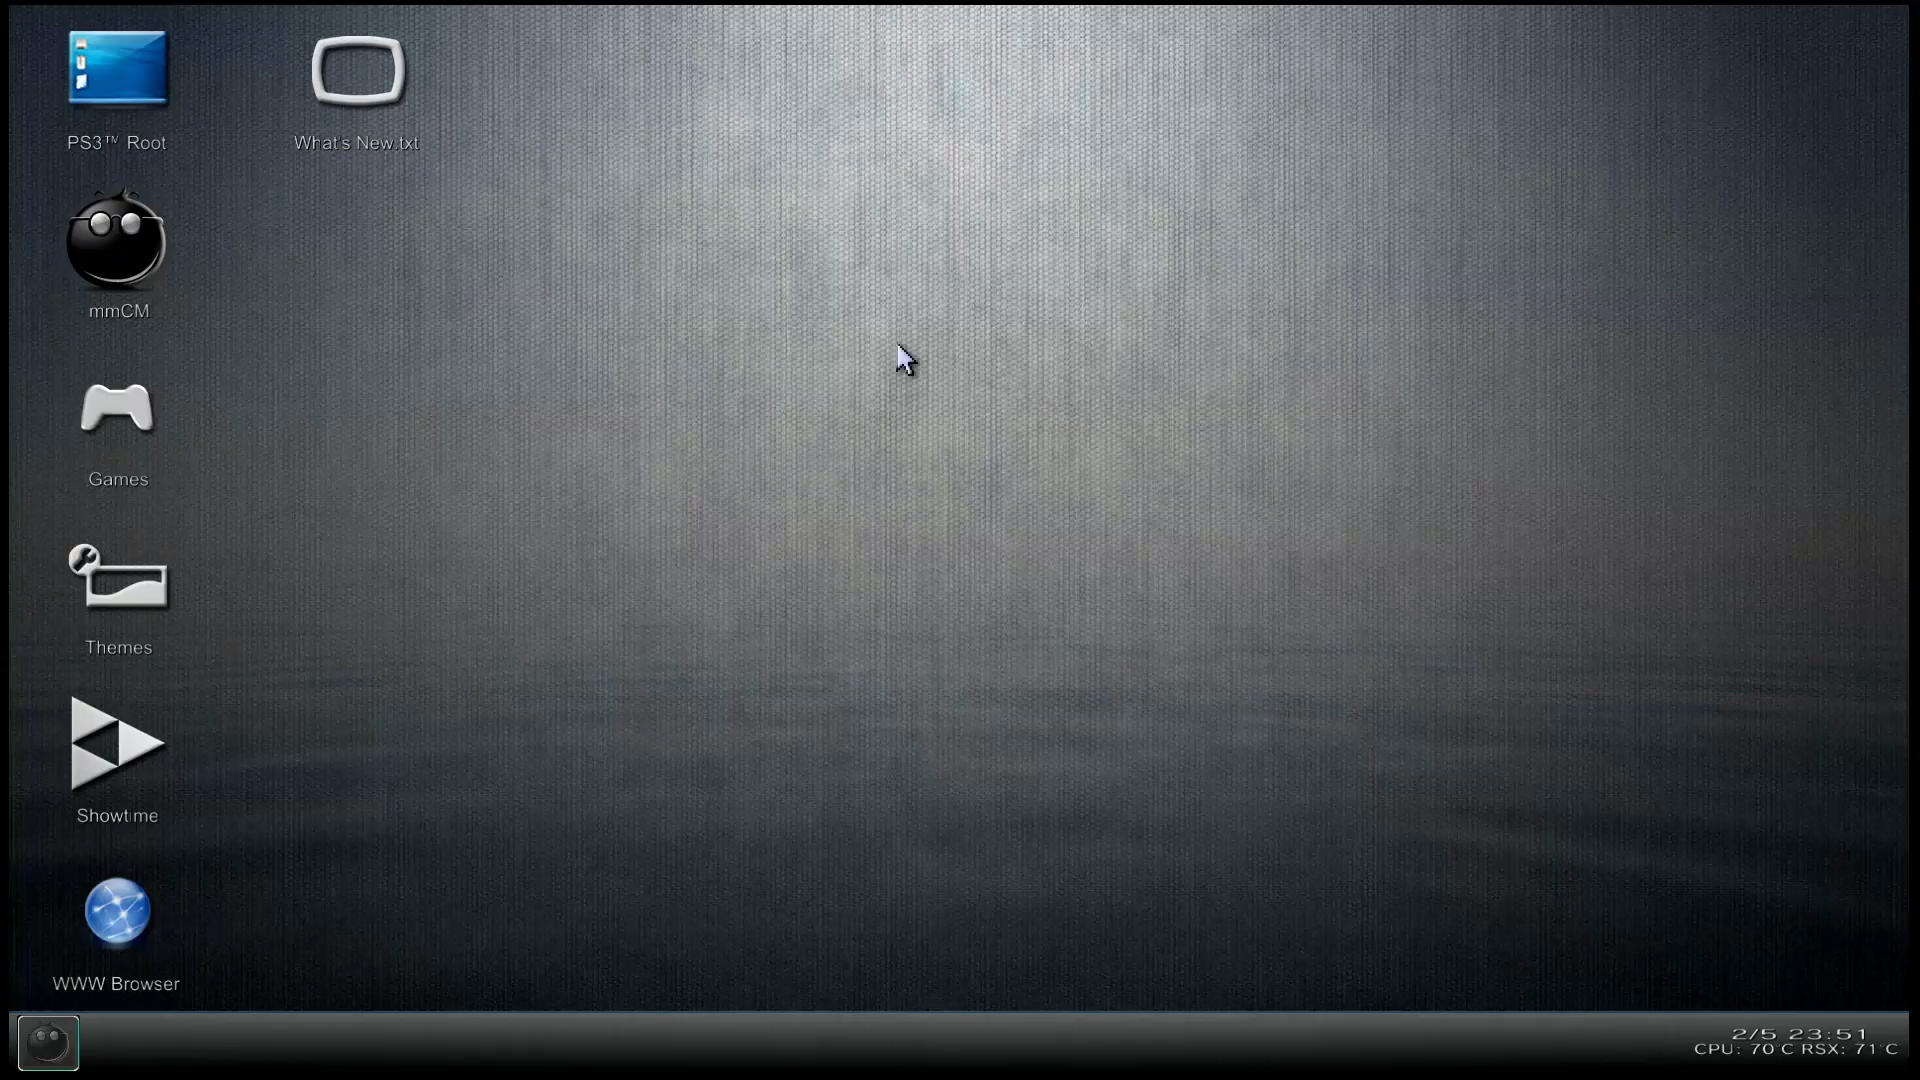 PS3™ Root
What's New.txt
mmCM
Games
Themes
Showtime
WWW Browser
2/5 23:51
CPU: 70°C RSX: 71°C